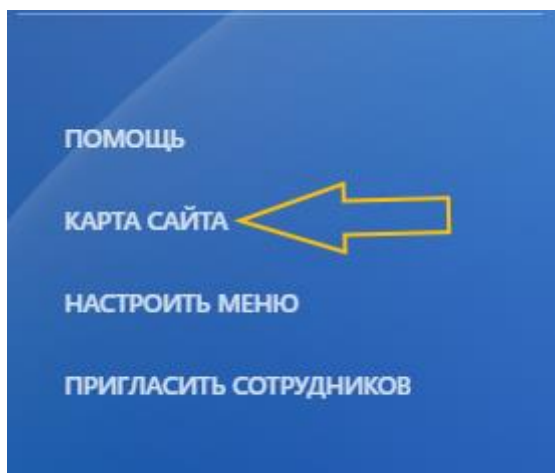 ПОМОЩЬ
КАРТА САЙТА
НАСТРОИТЬ МЕНЮ
ПРИГЛАСИТЬ СОТРУДНИКОВ